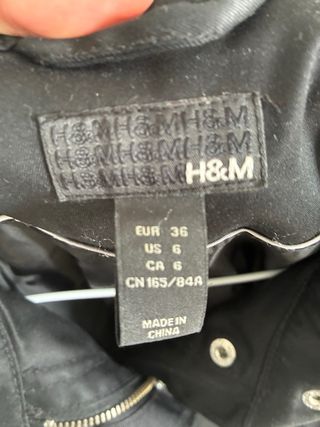 H&MH&MH&M
H&MH&MH&M
H&MH&MH&M
EUR 36
US 6
CA 6
CN 165/84A
MADE IN
CHINA